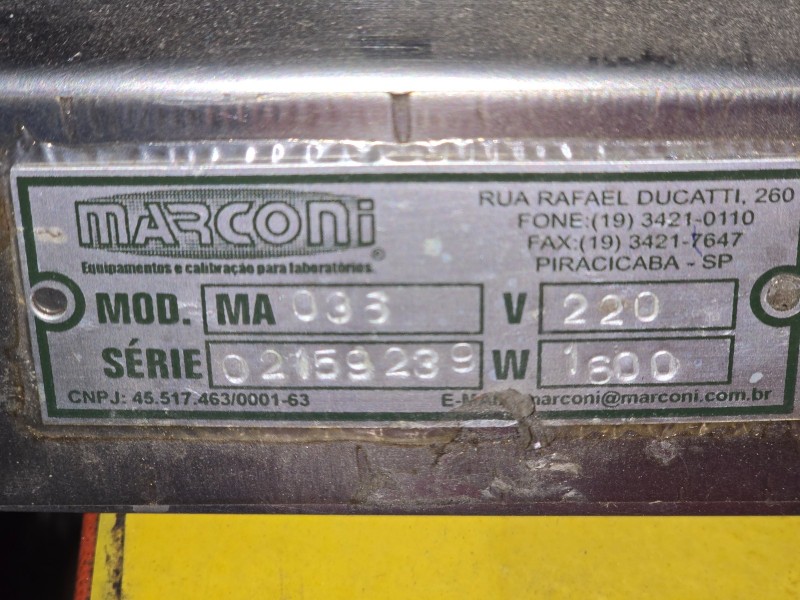 MARCONI®
Equipamentos e calibração para laboratórios.
RUA RAFAEL DUCATTI, 260
FONE:(19) 3421-0110
FAX:(19) 3421-7647
PIRACICABA - SP
MOD. MA 036 V 220
SÉRIE 02159239 W 1600
CNPJ: 45.517.463/0001-63
marconi@marconi.com.br